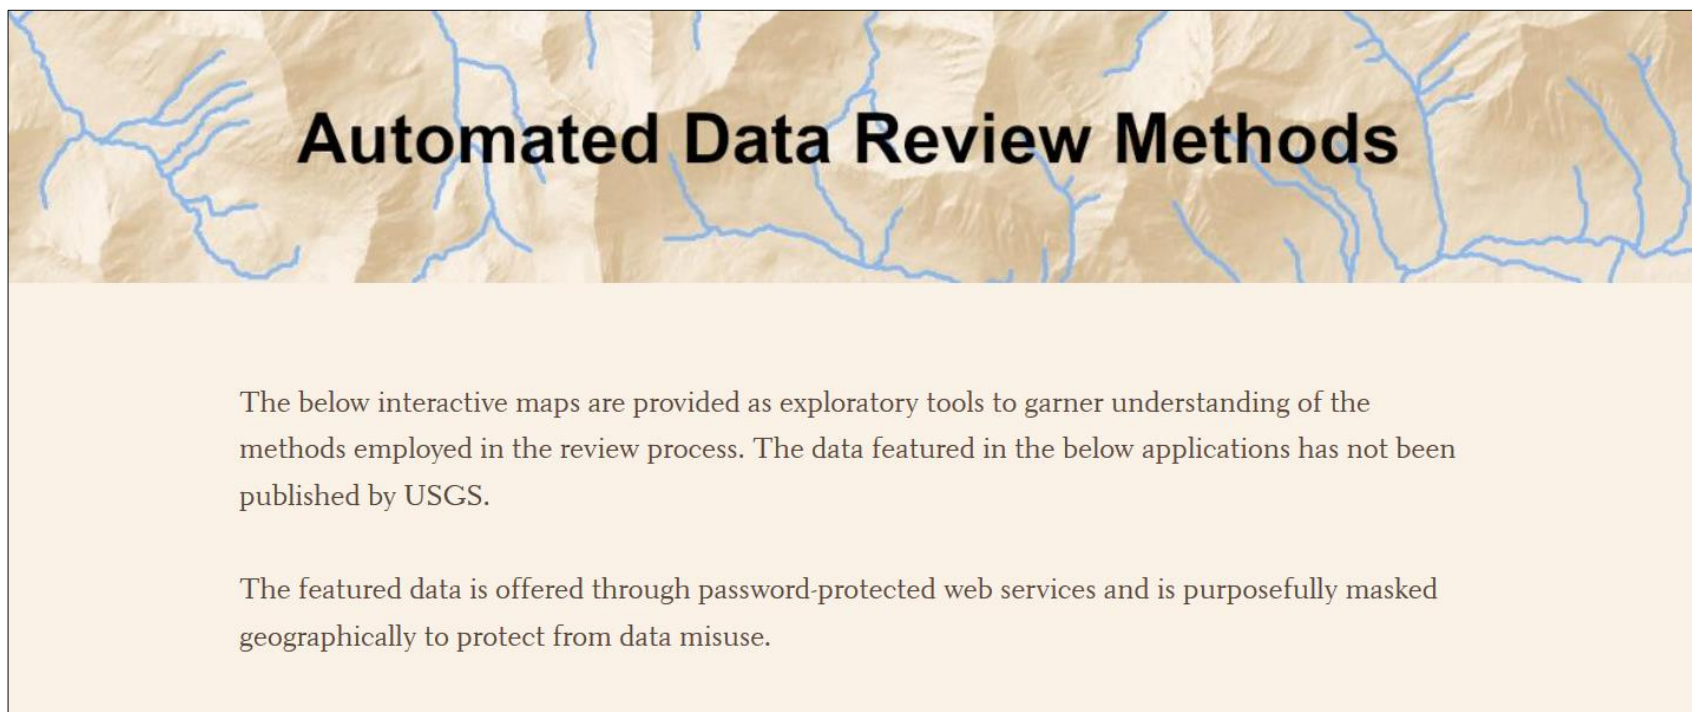 Automated Data Review Methods
The below interactive maps are provided as exploratory tools to garner understanding of the
methods employed in the review process. The data featured in the below applications has not been
published by USGS.
The featured data is offered through password-protected web services and is purposefully masked
geographically to protect from data misuse.